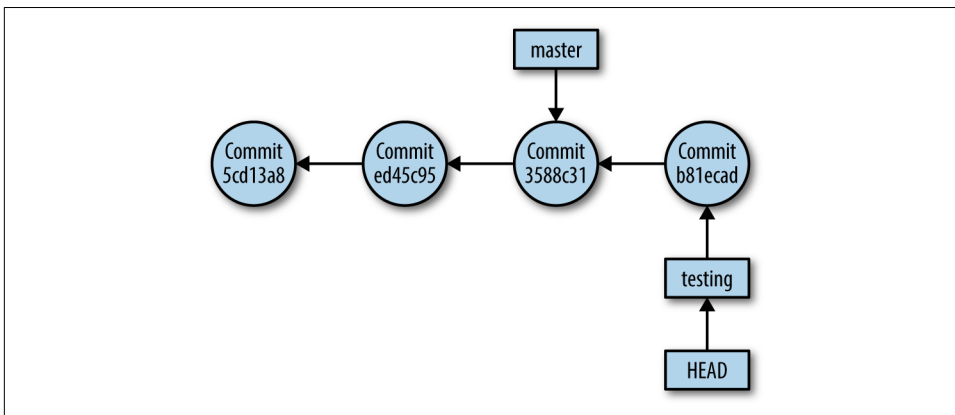 master
Commit
5cd13a8
Commit
ed45c95
Commit
3588c31
Commit
b81ecad
testing
HEAD